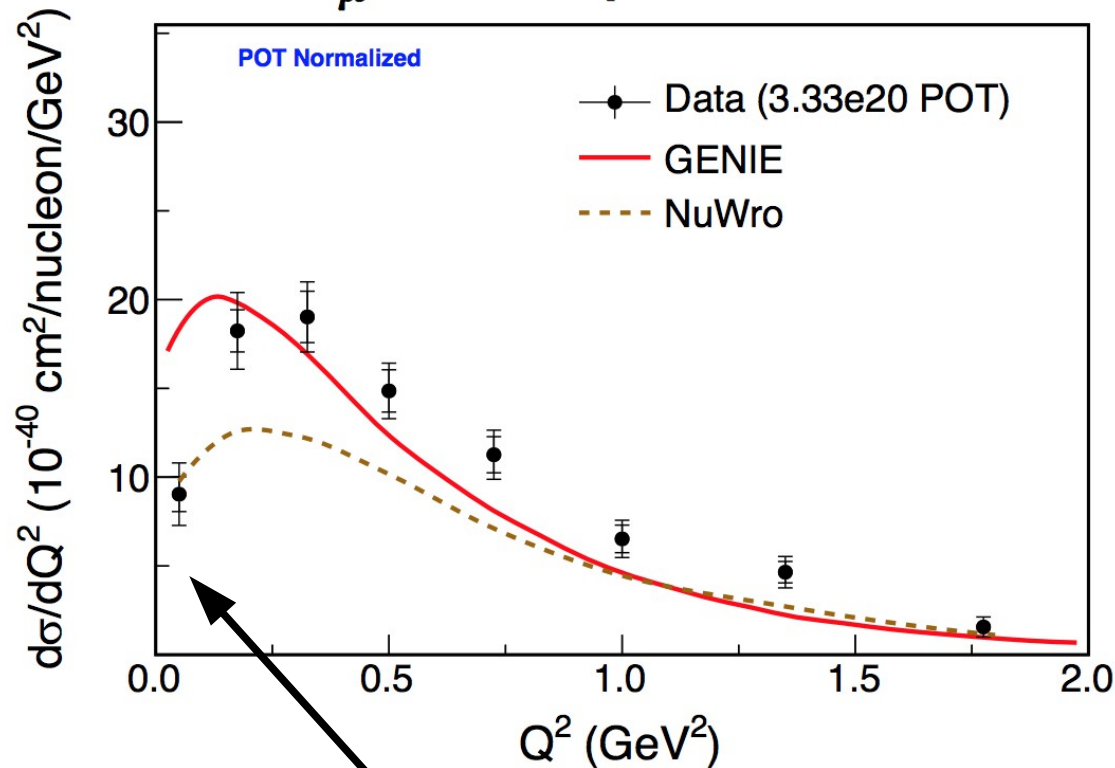 POT Normalized
Data (3.33e20 POT)
GENIE
NuWro
dσ/dQ² (10⁻⁴⁰ cm²/nucleon/GeV²)
30
20
10
0.0 0.5 1.0 1.5 2.0
Q² (GeV²)